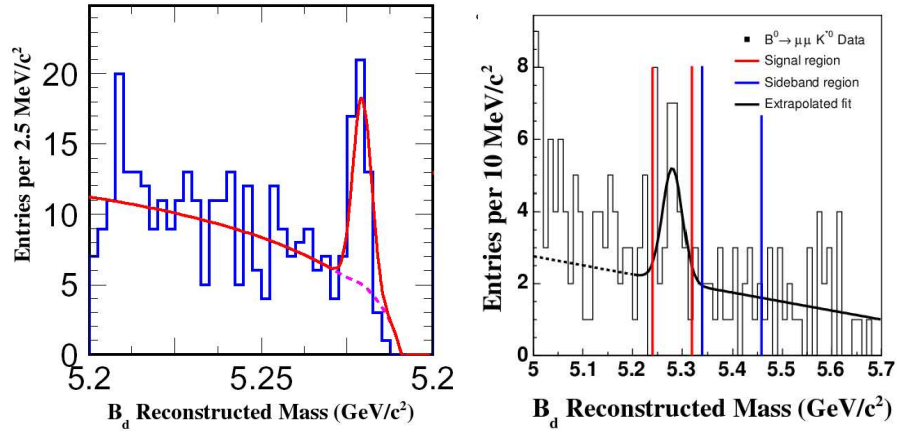 Entries per 2.5 MeV/c²
20
15
10
5
0
5.2
5.25
5.2
B_d Reconstructed Mass (GeV/c²)
Entries per 10 MeV/c²
8
6
4
2
0
B⁰→ μμ K*⁰ Data
Signal region
Sideband region
Extrapolated fit
5
5.1
5.2
5.3
5.4
5.5
5.6
5.7
B_d Reconstructed Mass (GeV/c²)